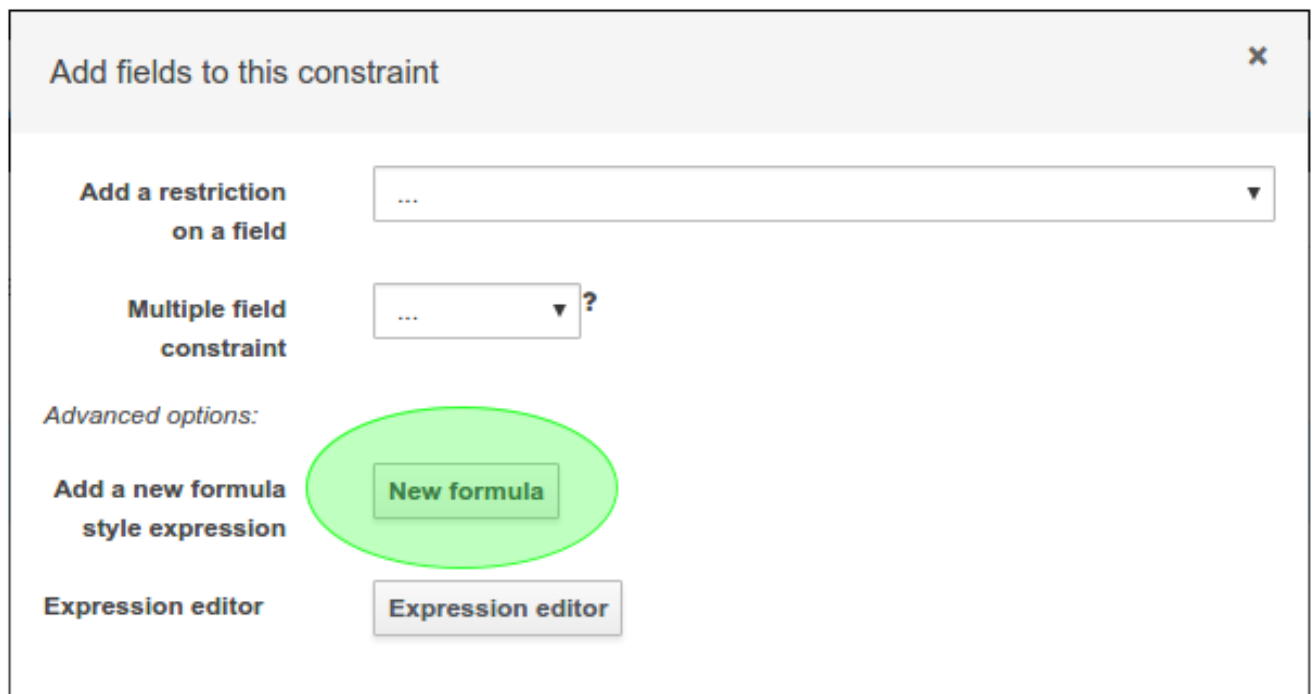 Add fields to this constraint
×
Add a restriction
on a field
...
Multiple field
constraint
...
?
Advanced options:
Add a new formula
style expression
New formula
Expression editor
Expression editor